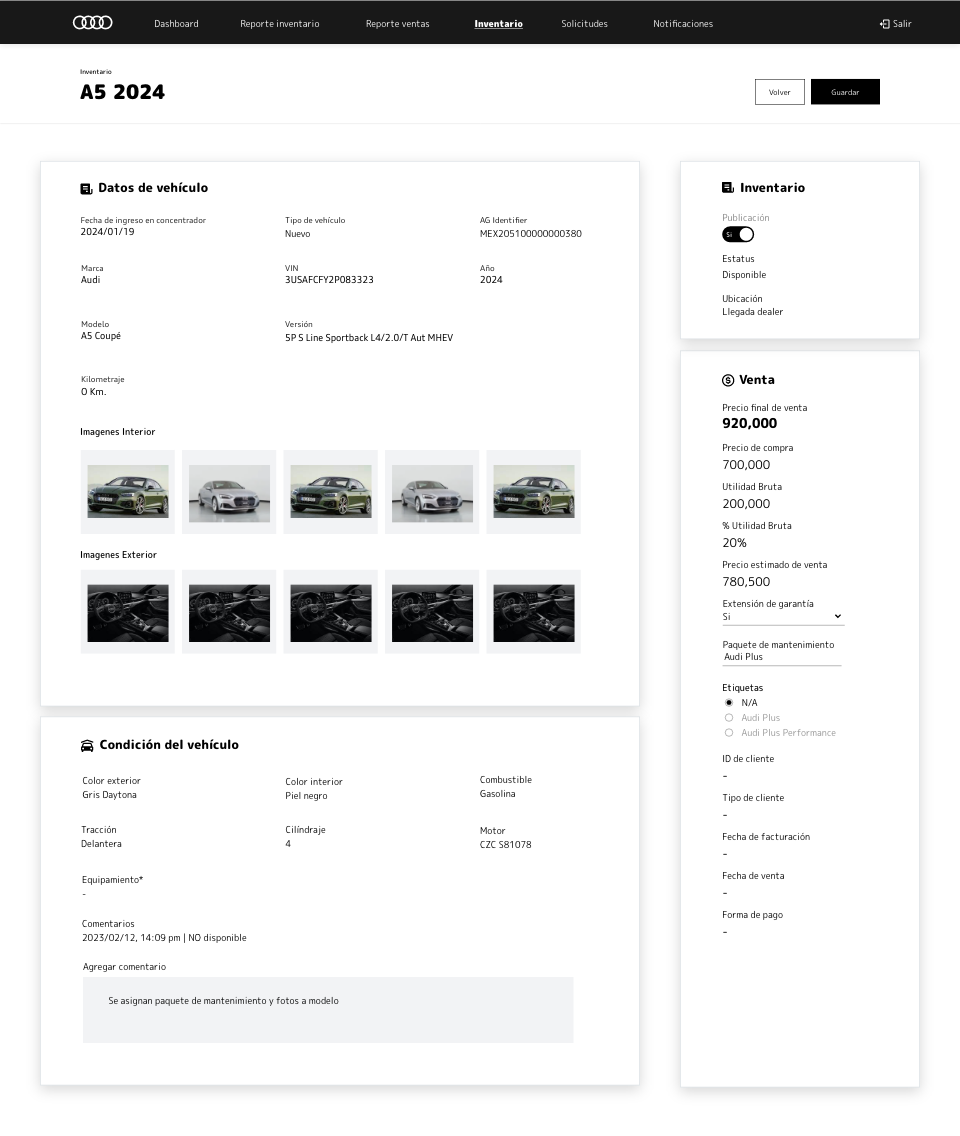 Dashboard
Reporte inventario
Reporte ventas
Inventario
Solicitudes
Notificaciones
Salir
Inventario
A5 2024
Volver
Guardar
Datos de vehículo
Fecha de ingreso en concentrador
2024/01/19
Tipo de vehículo
Nuevo
AG Identifier
MEX205100000000380
Marca
Audi
VIN
3USAFCFY2P083323
Año
2024
Modelo
A5 Coupé
Versión
5P S Line Sportback L4/2.0/T Aut MHEV
Kilometraje
0 Km.
Imagenes Interior
Imagenes Exterior
Condición del vehículo
Color exterior
Gris Daytona
Color interior
Piel negro
Combustible
Gasolina
Tracción
Delantera
Cilíndraje
4
Motor
CZC S81078
Equipamiento*
-
Comentarios
2023/02/12, 14:09 pm | NO disponible
Agregar comentario
Se asignan paquete de mantenimiento y fotos a modelo
Inventario
Publicación
Si
Estatus
Disponible
Ubicación
Llegada dealer
Venta
Precio final de venta
920,000
Precio de compra
700,000
Utilidad Bruta
200,000
% Utilidad Bruta
20%
Precio estimado de venta
780,500
Extensión de garantía
Si
Paquete de mantenimiento
Audi Plus
Etiquetas
N/A
Audi Plus
Audi Plus Performance
ID de cliente
-
Tipo de cliente
-
Fecha de facturación
-
Fecha de venta
-
Forma de pago
-